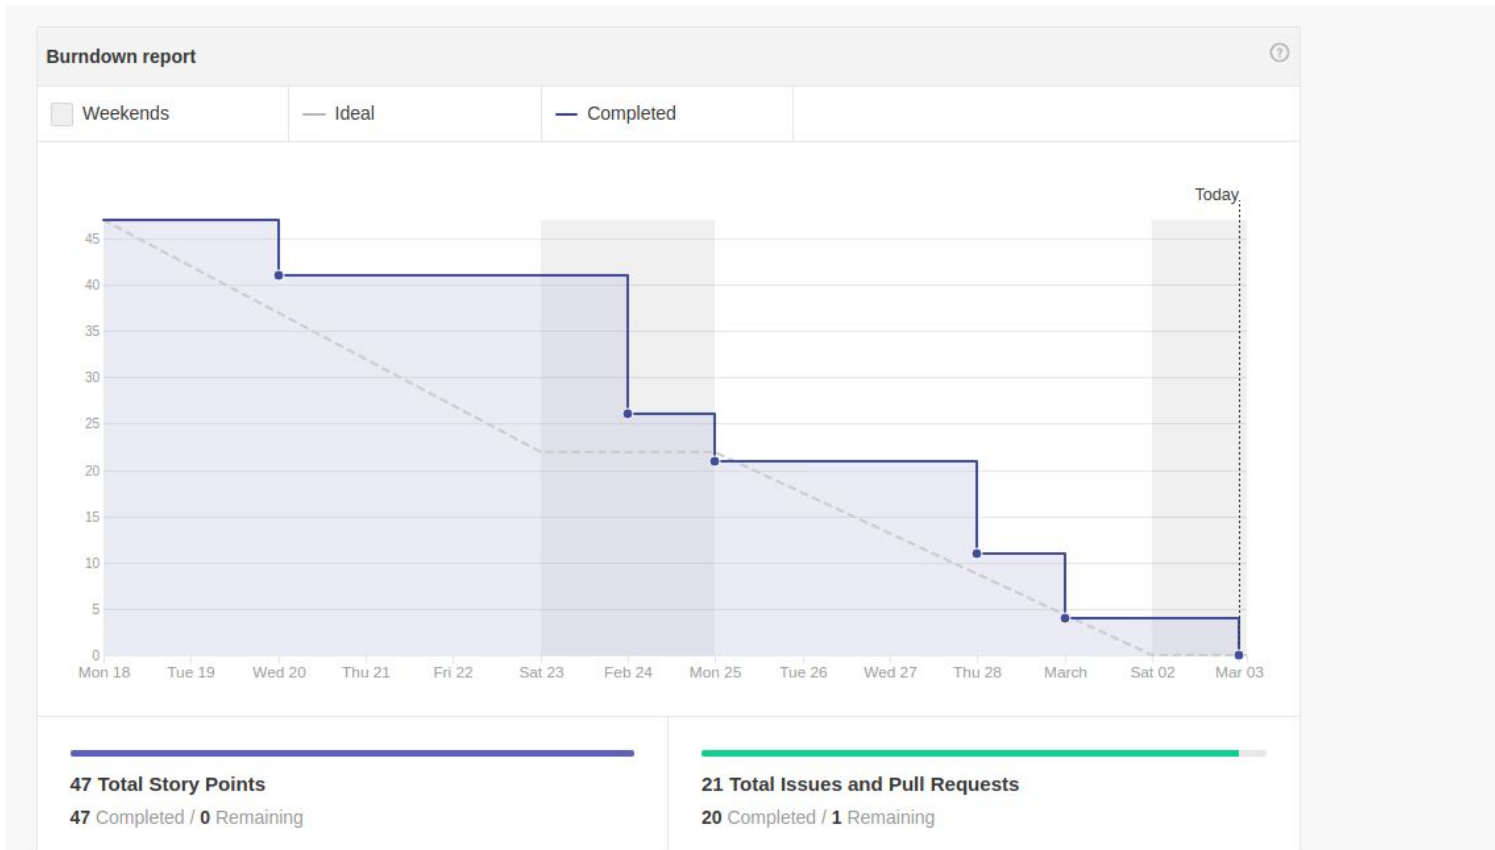 Burndown report ?
Weekends Ideal Completed
Today
45
40
35
30
25
20
15
10
5
0
Mon 18 Tue 19 Wed 20 Thu 21 Fri 22 Sat 23 Feb 24 Mon 25 Tue 26 Wed 27 Thu 28 March Sat 02 Mar 03
47 Total Story Points
47 Completed / 0 Remaining
21 Total Issues and Pull Requests
20 Completed / 1 Remaining